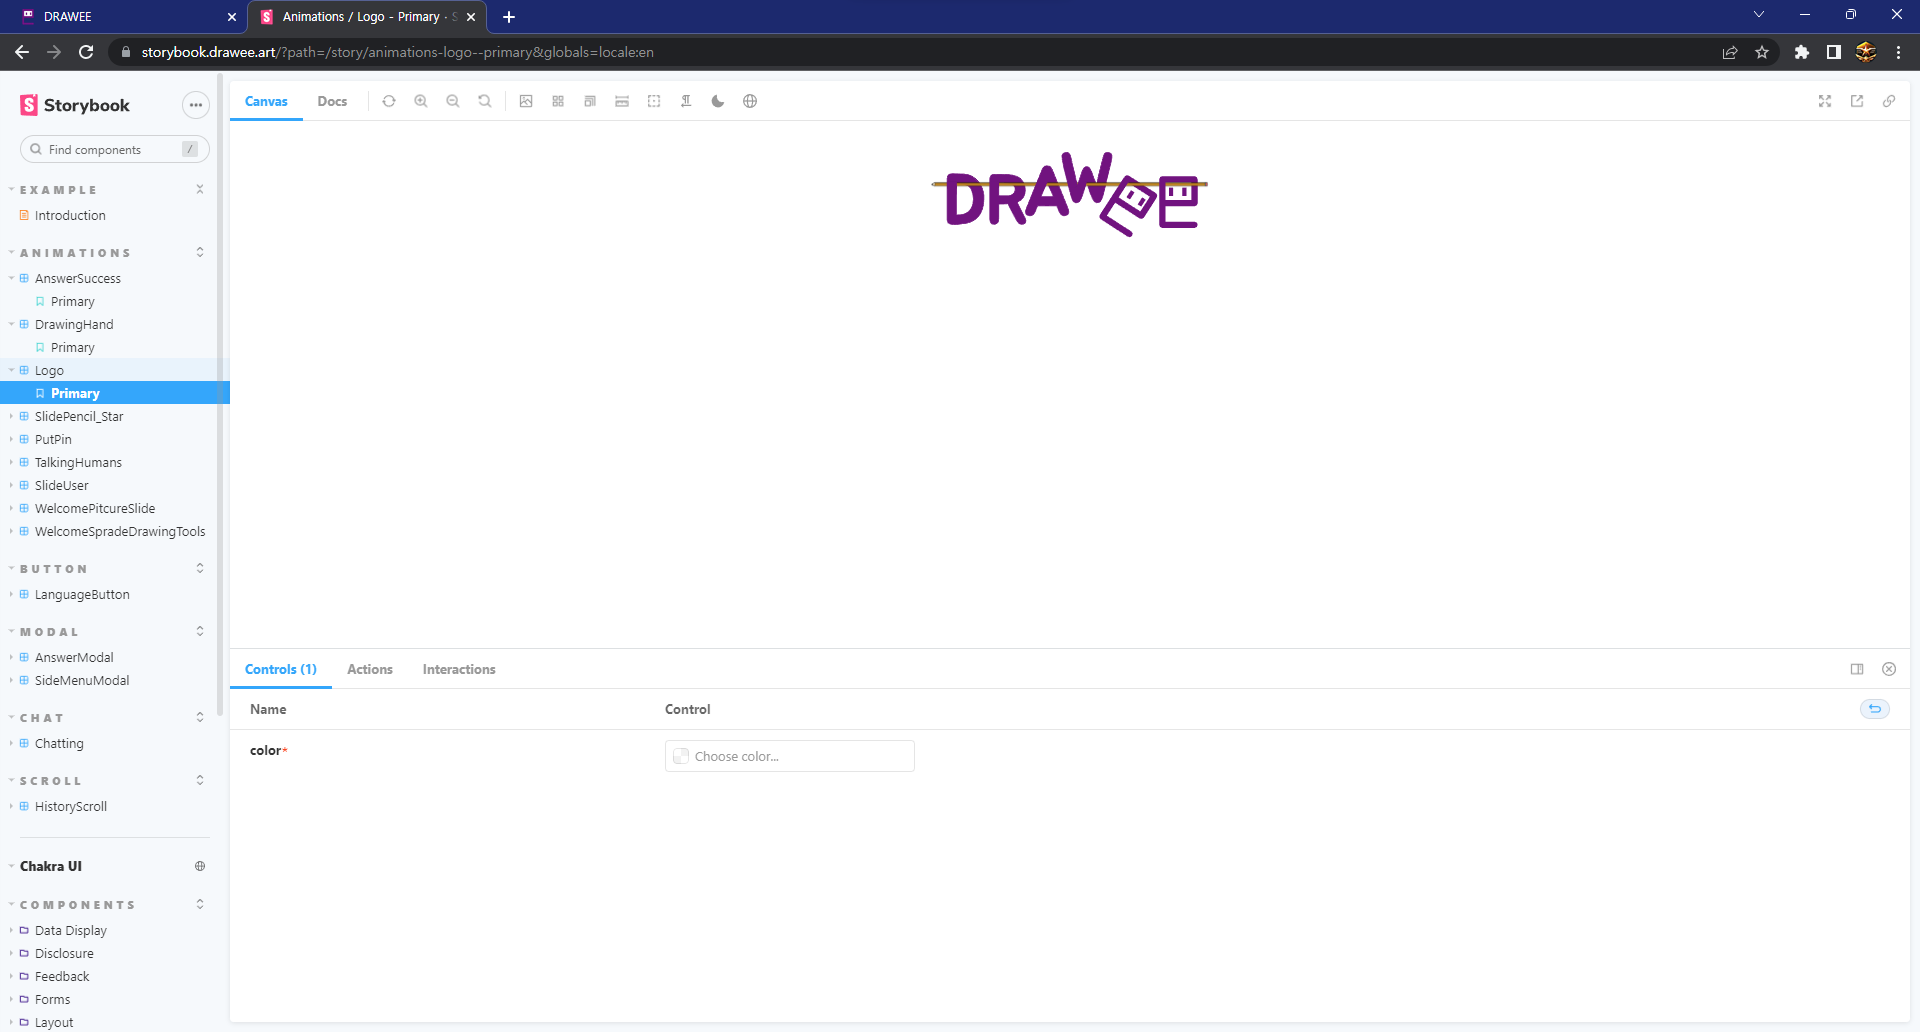 DRAWEE
Animations / Logo - Primary · S
storybook.drawee.art/?path=/story/animations-logo--primary&globals=locale:en
Storybook
Find components
/
EXAMPLE
Introduction
ANIMATIONS
AnswerSuccess
Primary
DrawingHand
Primary
Logo
Primary
SlidePencil_Star
PutPin
TalkingHumans
SlideUser
WelcomePitcureSlide
WelcomeSpradeDrawingTools
BUTTON
LanguageButton
MODAL
AnswerModal
SideMenuModal
CHAT
Chatting
SCROLL
HistoryScroll
Chakra UI
COMPONENTS
Data Display
Disclosure
Feedback
Forms
Layout
Canvas
Docs
DRAWEE
Controls (1)
Actions
Interactions
Name
Control
color*
Choose color...